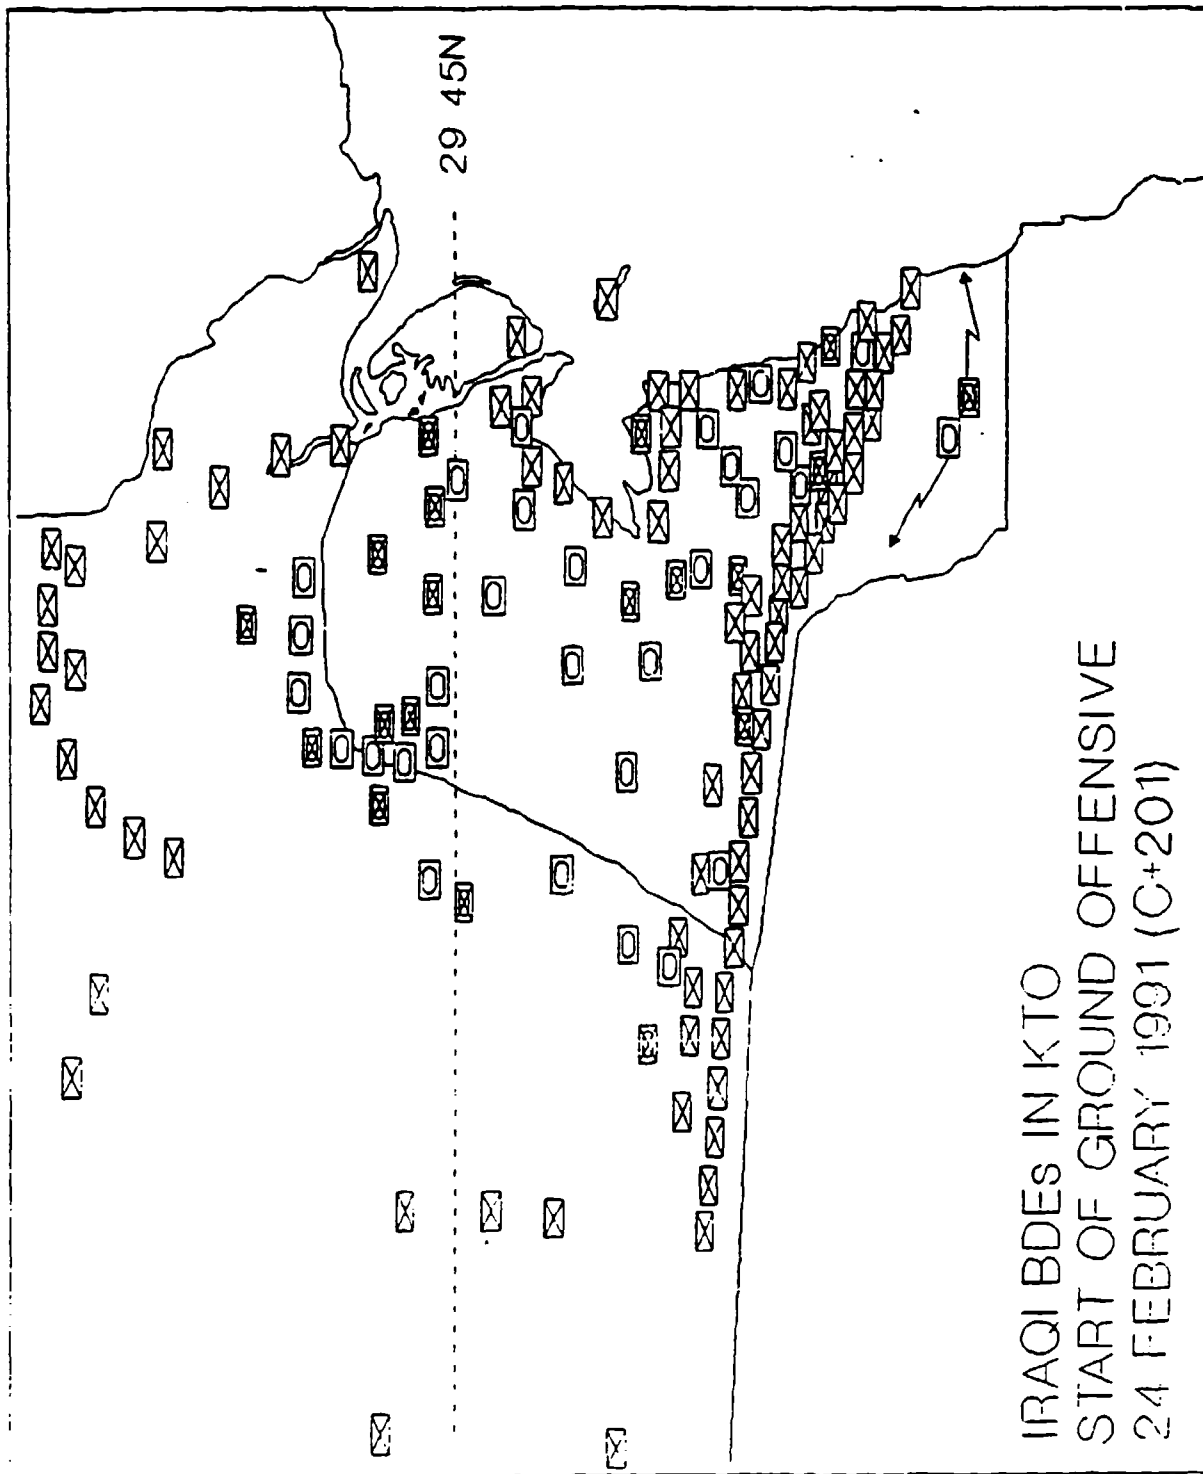 29 45N
IRAQI BDEs IN KTO
START OF GROUND OFFENSIVE
24 FEBRUARY 1991 (C+201)